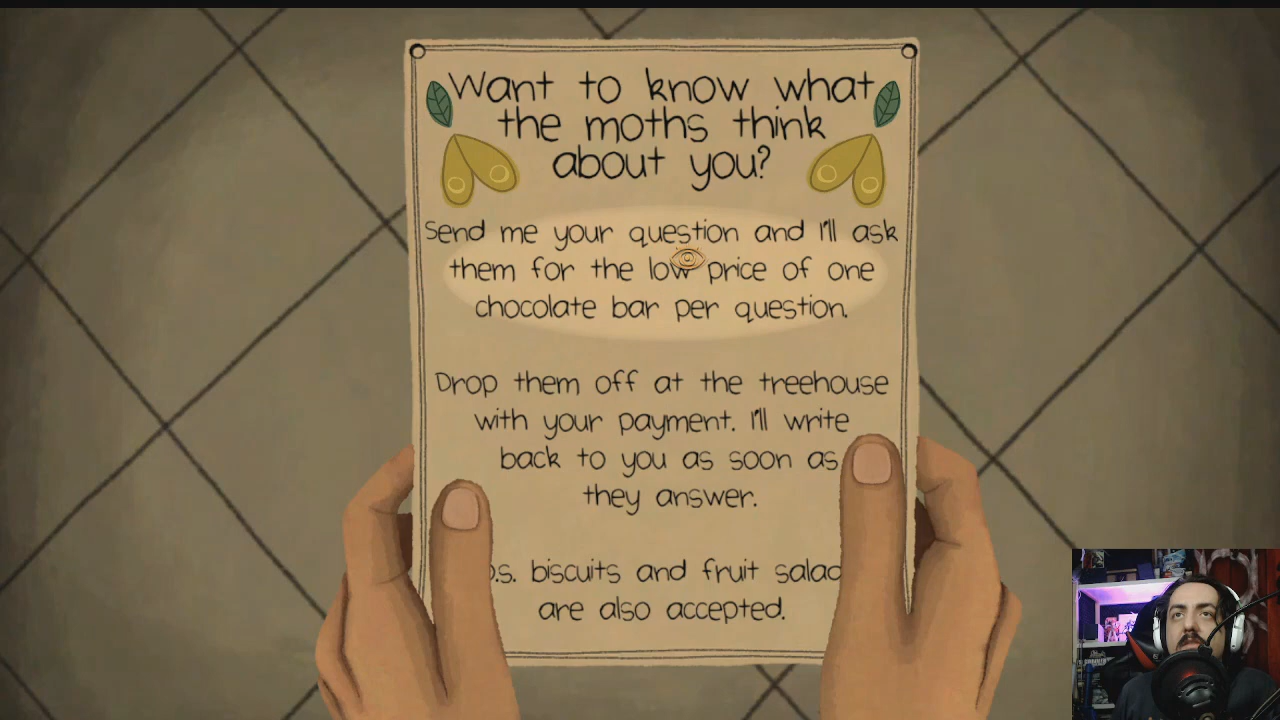 Want to know what
the moths think
about you?
Send me your question and I'll ask
them for the low price of one
chocolate bar per question.
Drop them off at the treehouse
with your payment. I'll write
back to you as soon as
they answer.
.s. biscuits and fruit salad
are also accepted.